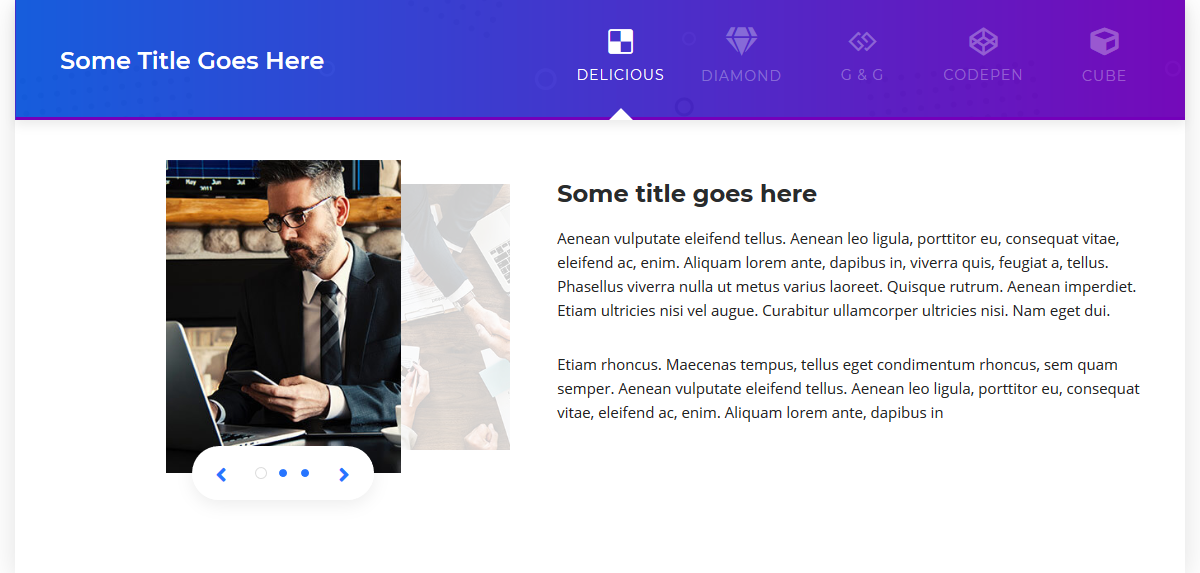 Some Title Goes Here
DELICIOUS
DIAMOND
G & G
CODEPEN
CUBE
May Jun Jul
2011
Some title goes here
Aenean vulputate eleifend tellus. Aenean leo ligula, porttitor eu, consequat vitae,
eleifend ac, enim. Aliquam lorem ante, dapibus in, viverra quis, feugiat a, tellus.
Phasellus viverra nulla ut metus varius laoreet. Quisque rutrum. Aenean imperdiet.
Etiam ultricies nisi vel augue. Curabitur ullamcorper ultricies nisi. Nam eget dui.
Etiam rhoncus. Maecenas tempus, tellus eget condimentum rhoncus, sem quam
semper. Aenean vulputate eleifend tellus. Aenean leo ligula, porttitor eu, consequat
vitae, eleifend ac, enim. Aliquam lorem ante, dapibus in